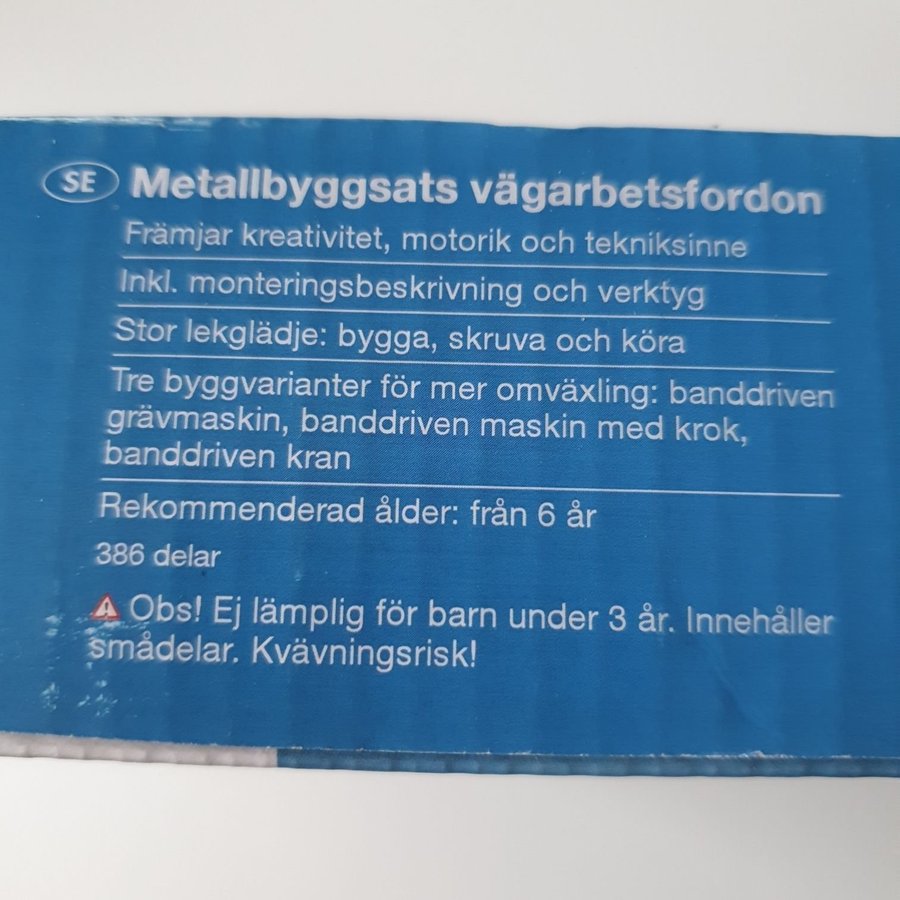 SE Metallbyggsats vägarbetsfordon
Främjar kreativitet, motorik och tekniksinne
Inkl. monteringsbeskrivning och verktyg
Stor lekglädje: bygga, skruva och köra
Tre byggvarianter för mer omväxling: banddriven
grävmaskin, banddriven maskin med krok,
banddriven kran
Rekommenderad ålder: från 6 år
386 delar
Obs! Ej lämplig för barn under 3 år. Innehåller
smådelar. Kvävningsrisk!